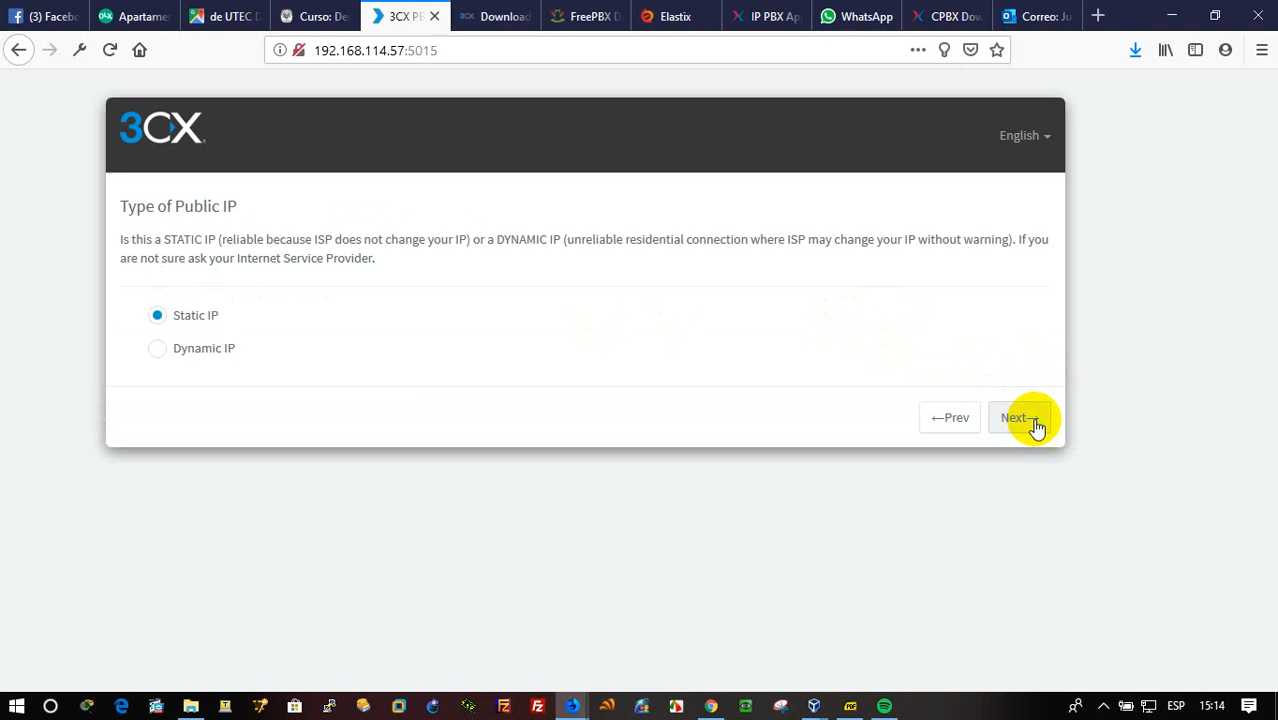 (3) Facebo
Apartamer
de UTEC D
Curso: De
3CX PB
Download
FreePBX D
Elastix
IP PBX Ap
WhatsApp
CPBX Dow
Correo: Ju
192.168.114.57:5015
3CX
English
Type of Public IP
Is this a STATIC IP (reliable because ISP does not change your IP) or a DYNAMIC IP (unreliable residential connection where ISP may change your IP without warning). If you
are not sure ask your Internet Service Provider.
Static IP
Dynamic IP
←Prev
Next→
ESP
15:14